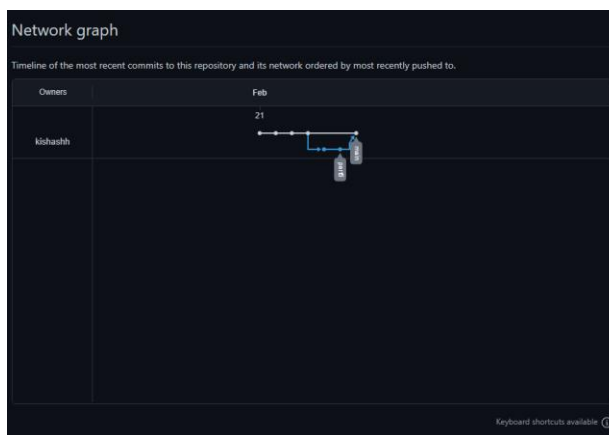 Network graph
Timeline of the most recent commits to this repository and its network ordered by most recently pushed to.
Owners
Feb
21
kishashh
main
Keyboard shortcuts available